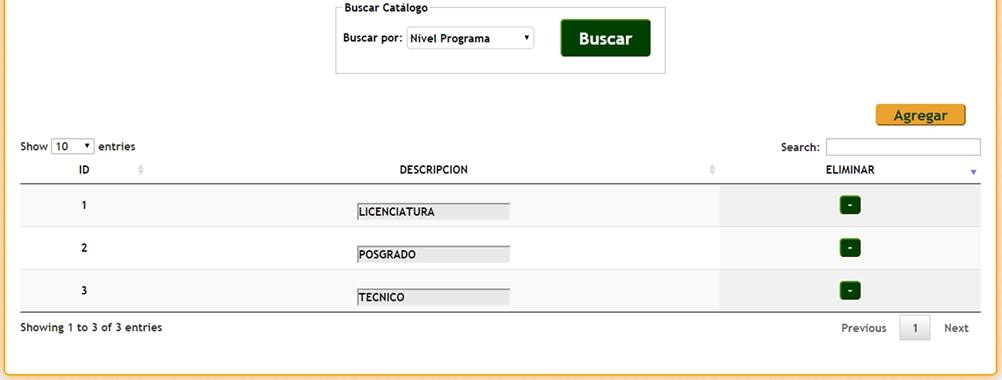 Buscar Catálogo
Buscar por: Nivel Programa Buscar
Agregar
Show 10 entries Search:
ID DESCRIPCION ELIMINAR
1 LICENCIATURA -
2 POSGRADO -
3 TECNICO -
Showing 1 to 3 of 3 entries Previous 1 Next